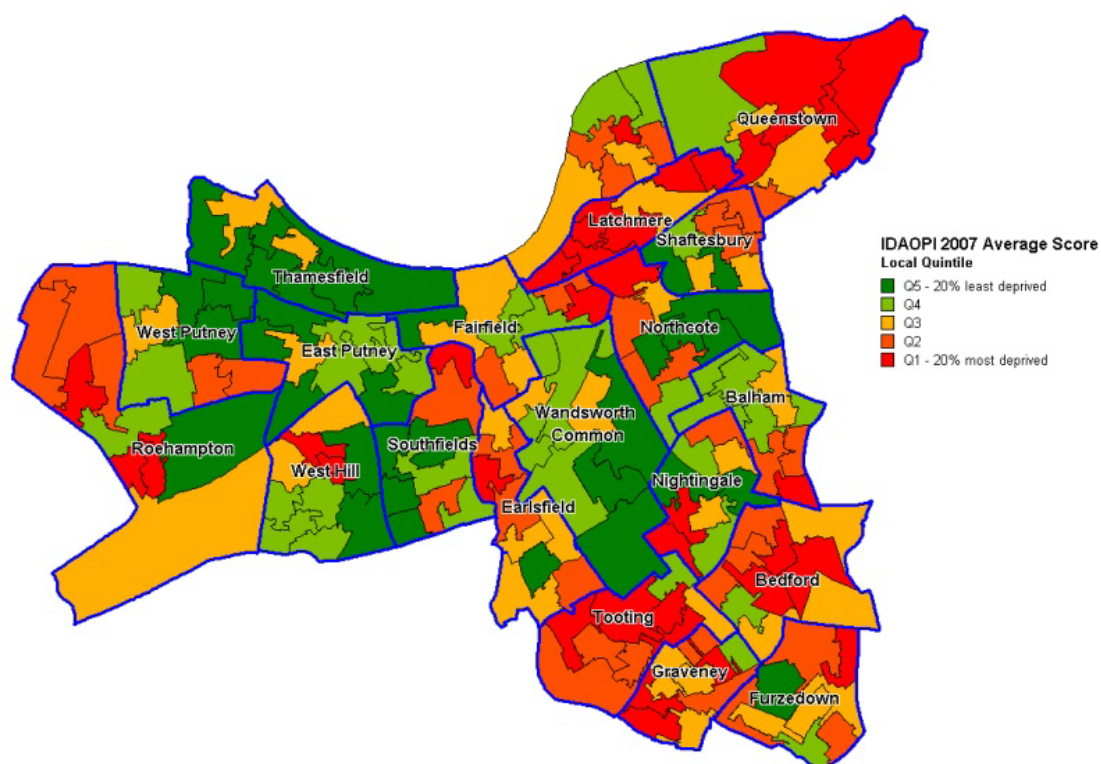 Queenstown
Latchmere
Shaftesbury
Thamesfield
West Putney
East Putney
Fairfield
Northcote
Balham
Wandsworth
Common
Roehampton
West Hill
Southfields
Nightingale
Earlsfield
Bedford
Tooting
Graveney
Furzedown
IDAOPI 2007 Average Score
Local Quintile
Q5 - 20% least deprived
Q4
Q3
Q2
Q1 - 20% most deprived